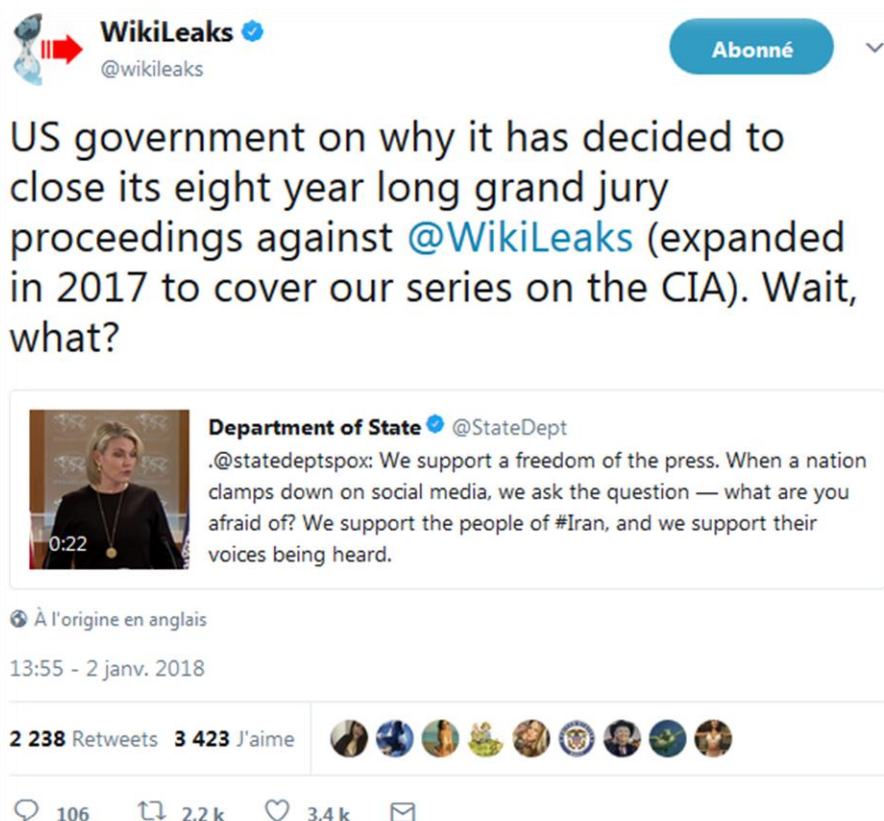 WikiLeaks
@wikileaks
Abonné
US government on why it has decided to
close its eight year long grand jury
proceedings against @WikiLeaks (expanded
in 2017 to cover our series on the CIA). Wait,
what?
Department of State @StateDept
.@statedeptspox: We support a freedom of the press. When a nation
clamps down on social media, we ask the question — what are you
afraid of? We support the people of #Iran, and we support their
voices being heard.
0:22
À l'origine en anglais
13:55 - 2 janv. 2018
2 238 Retweets 3 423 J'aime
106 2,2 k 3,4 k